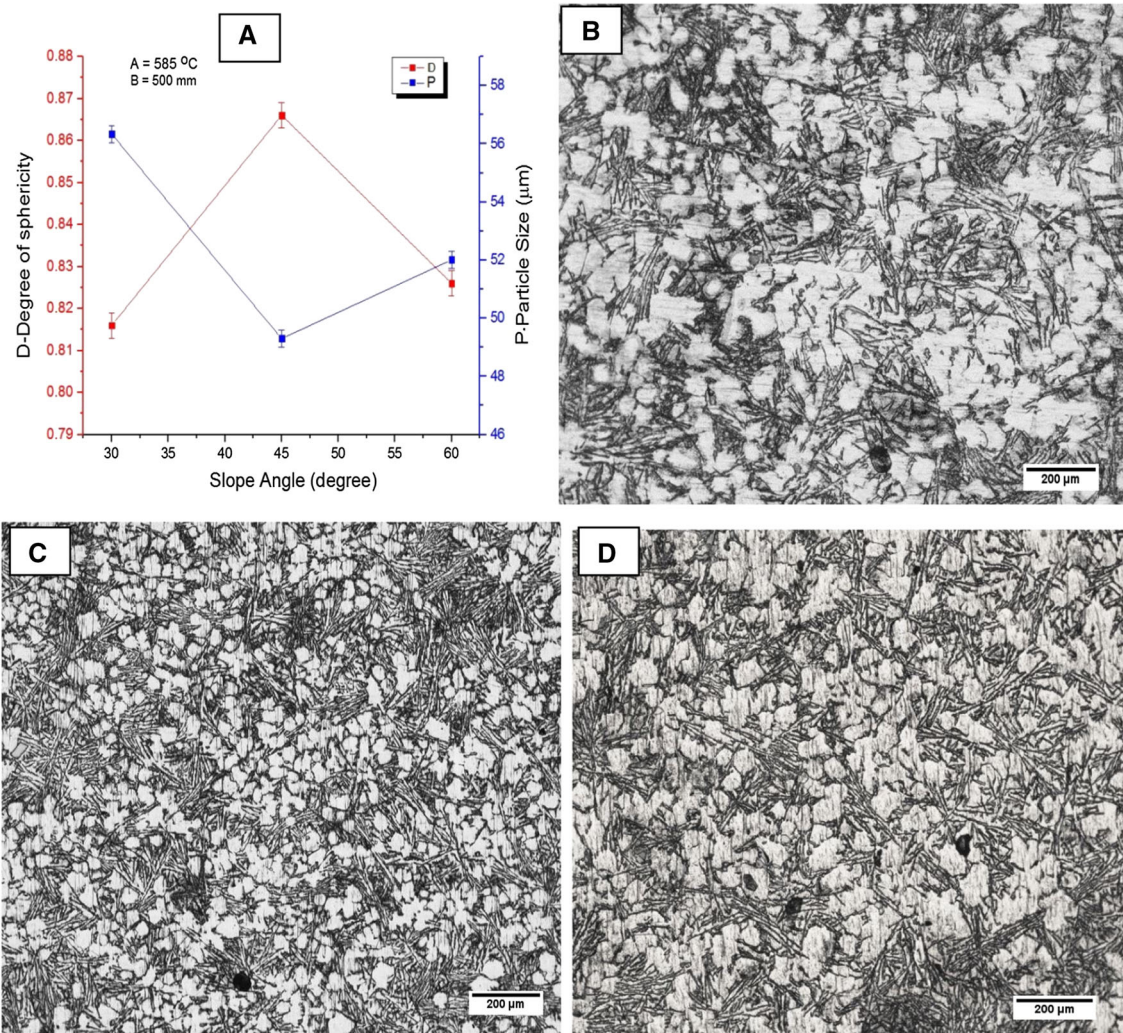 A
A = 585 ⁰C
B = 500 mm
D
P
0.88
0.87
0.86
0.85
0.84
0.83
0.82
0.81
0.80
0.79
D-Degree of sphericity
58
56
54
52
50
48
46
P·Particle Size (µm)
30 35 40 45 50 55 60
Slope Angle (degree)
B
200 µm
C
200 µm
D
200 µm